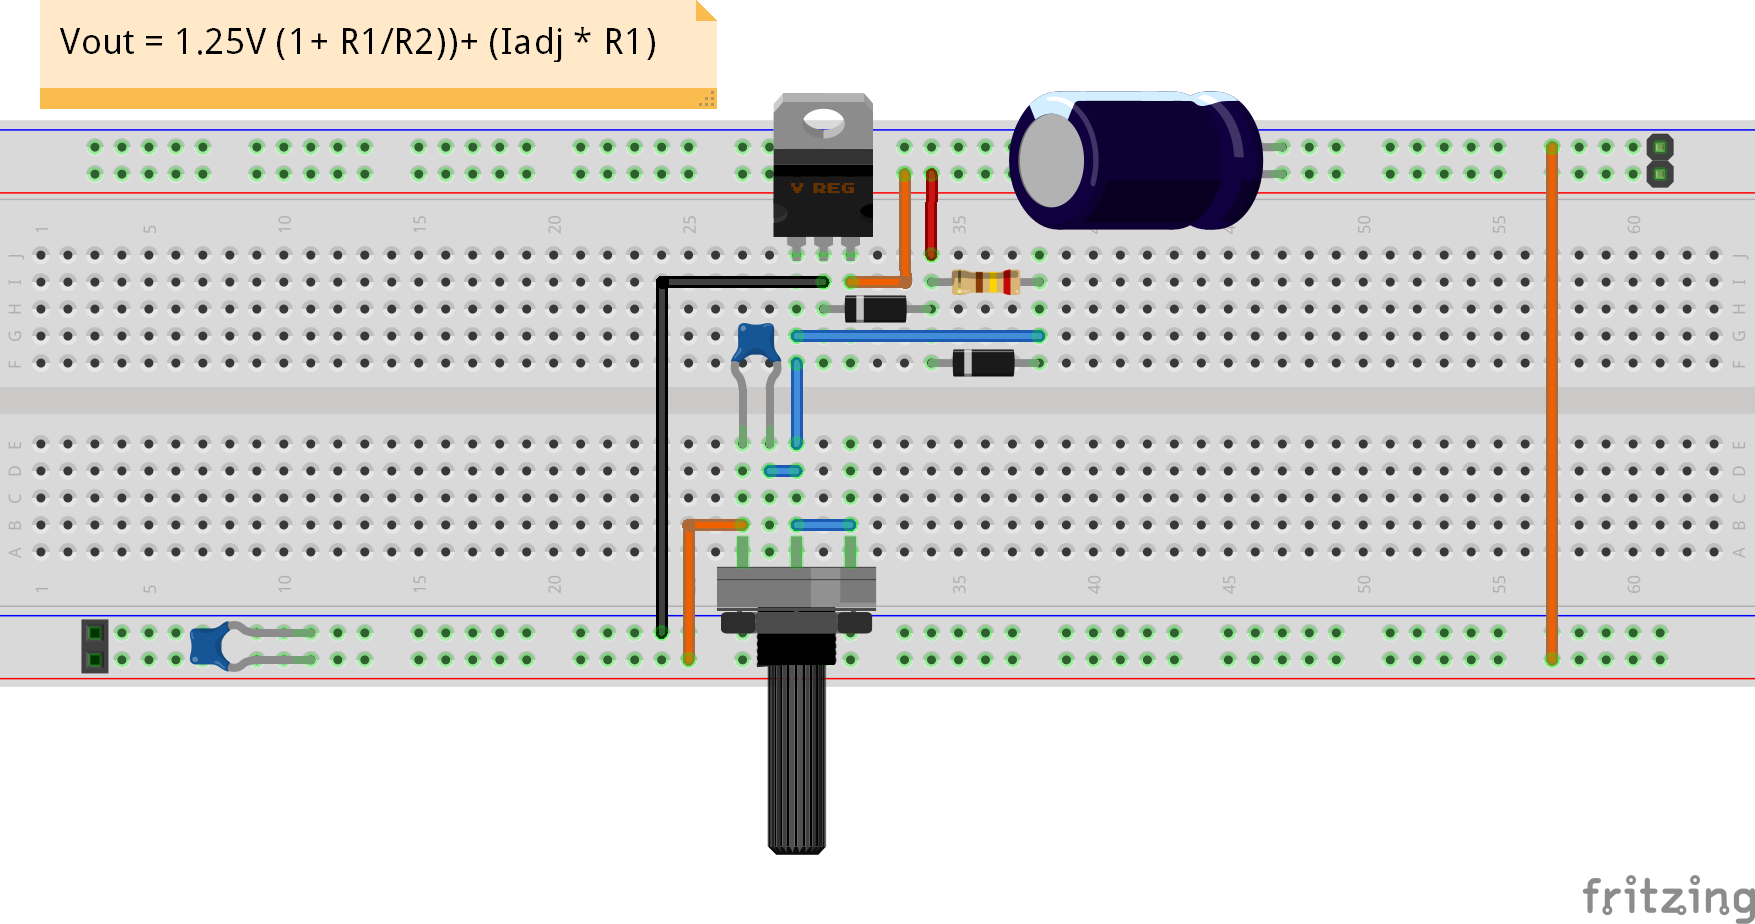 Vout = 1.25V (1+ R1/R2))+ (Iadj * R1)
V REG
1 5 10 15 20 25 35 50 55 60
J J
I I
H H
G G
F F
E E
D D
C C
B B
A A
1 5 10 15 20 35 40 45 50 55 60
fritzing